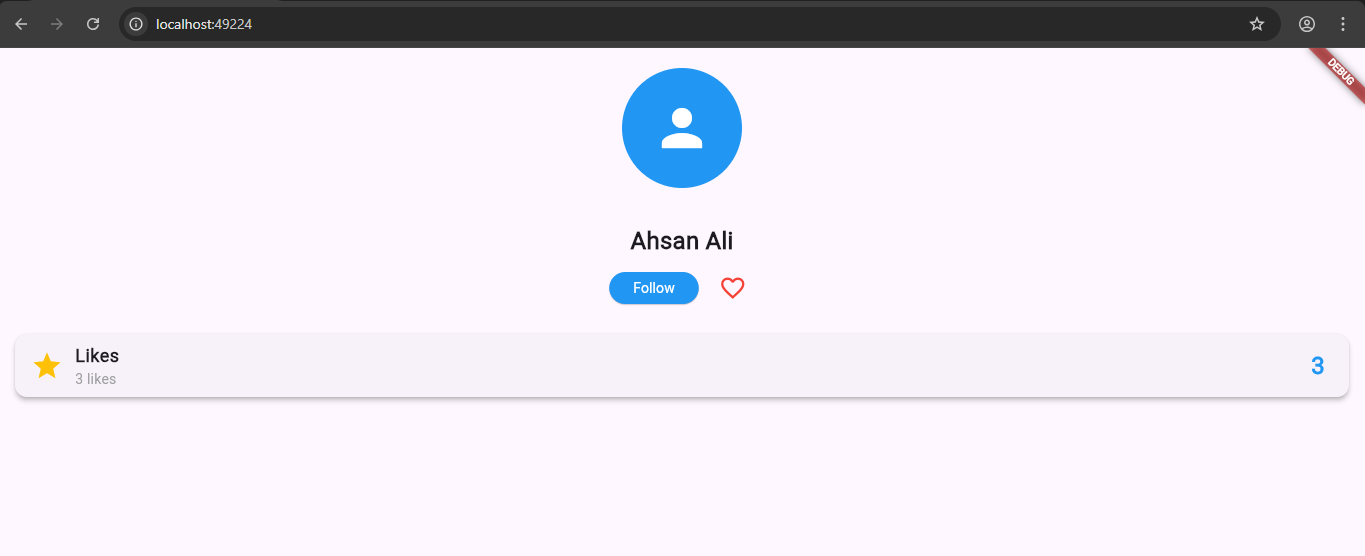 localhost:49224
DEBUG
Ahsan Ali
Follow
Likes
3 likes
3